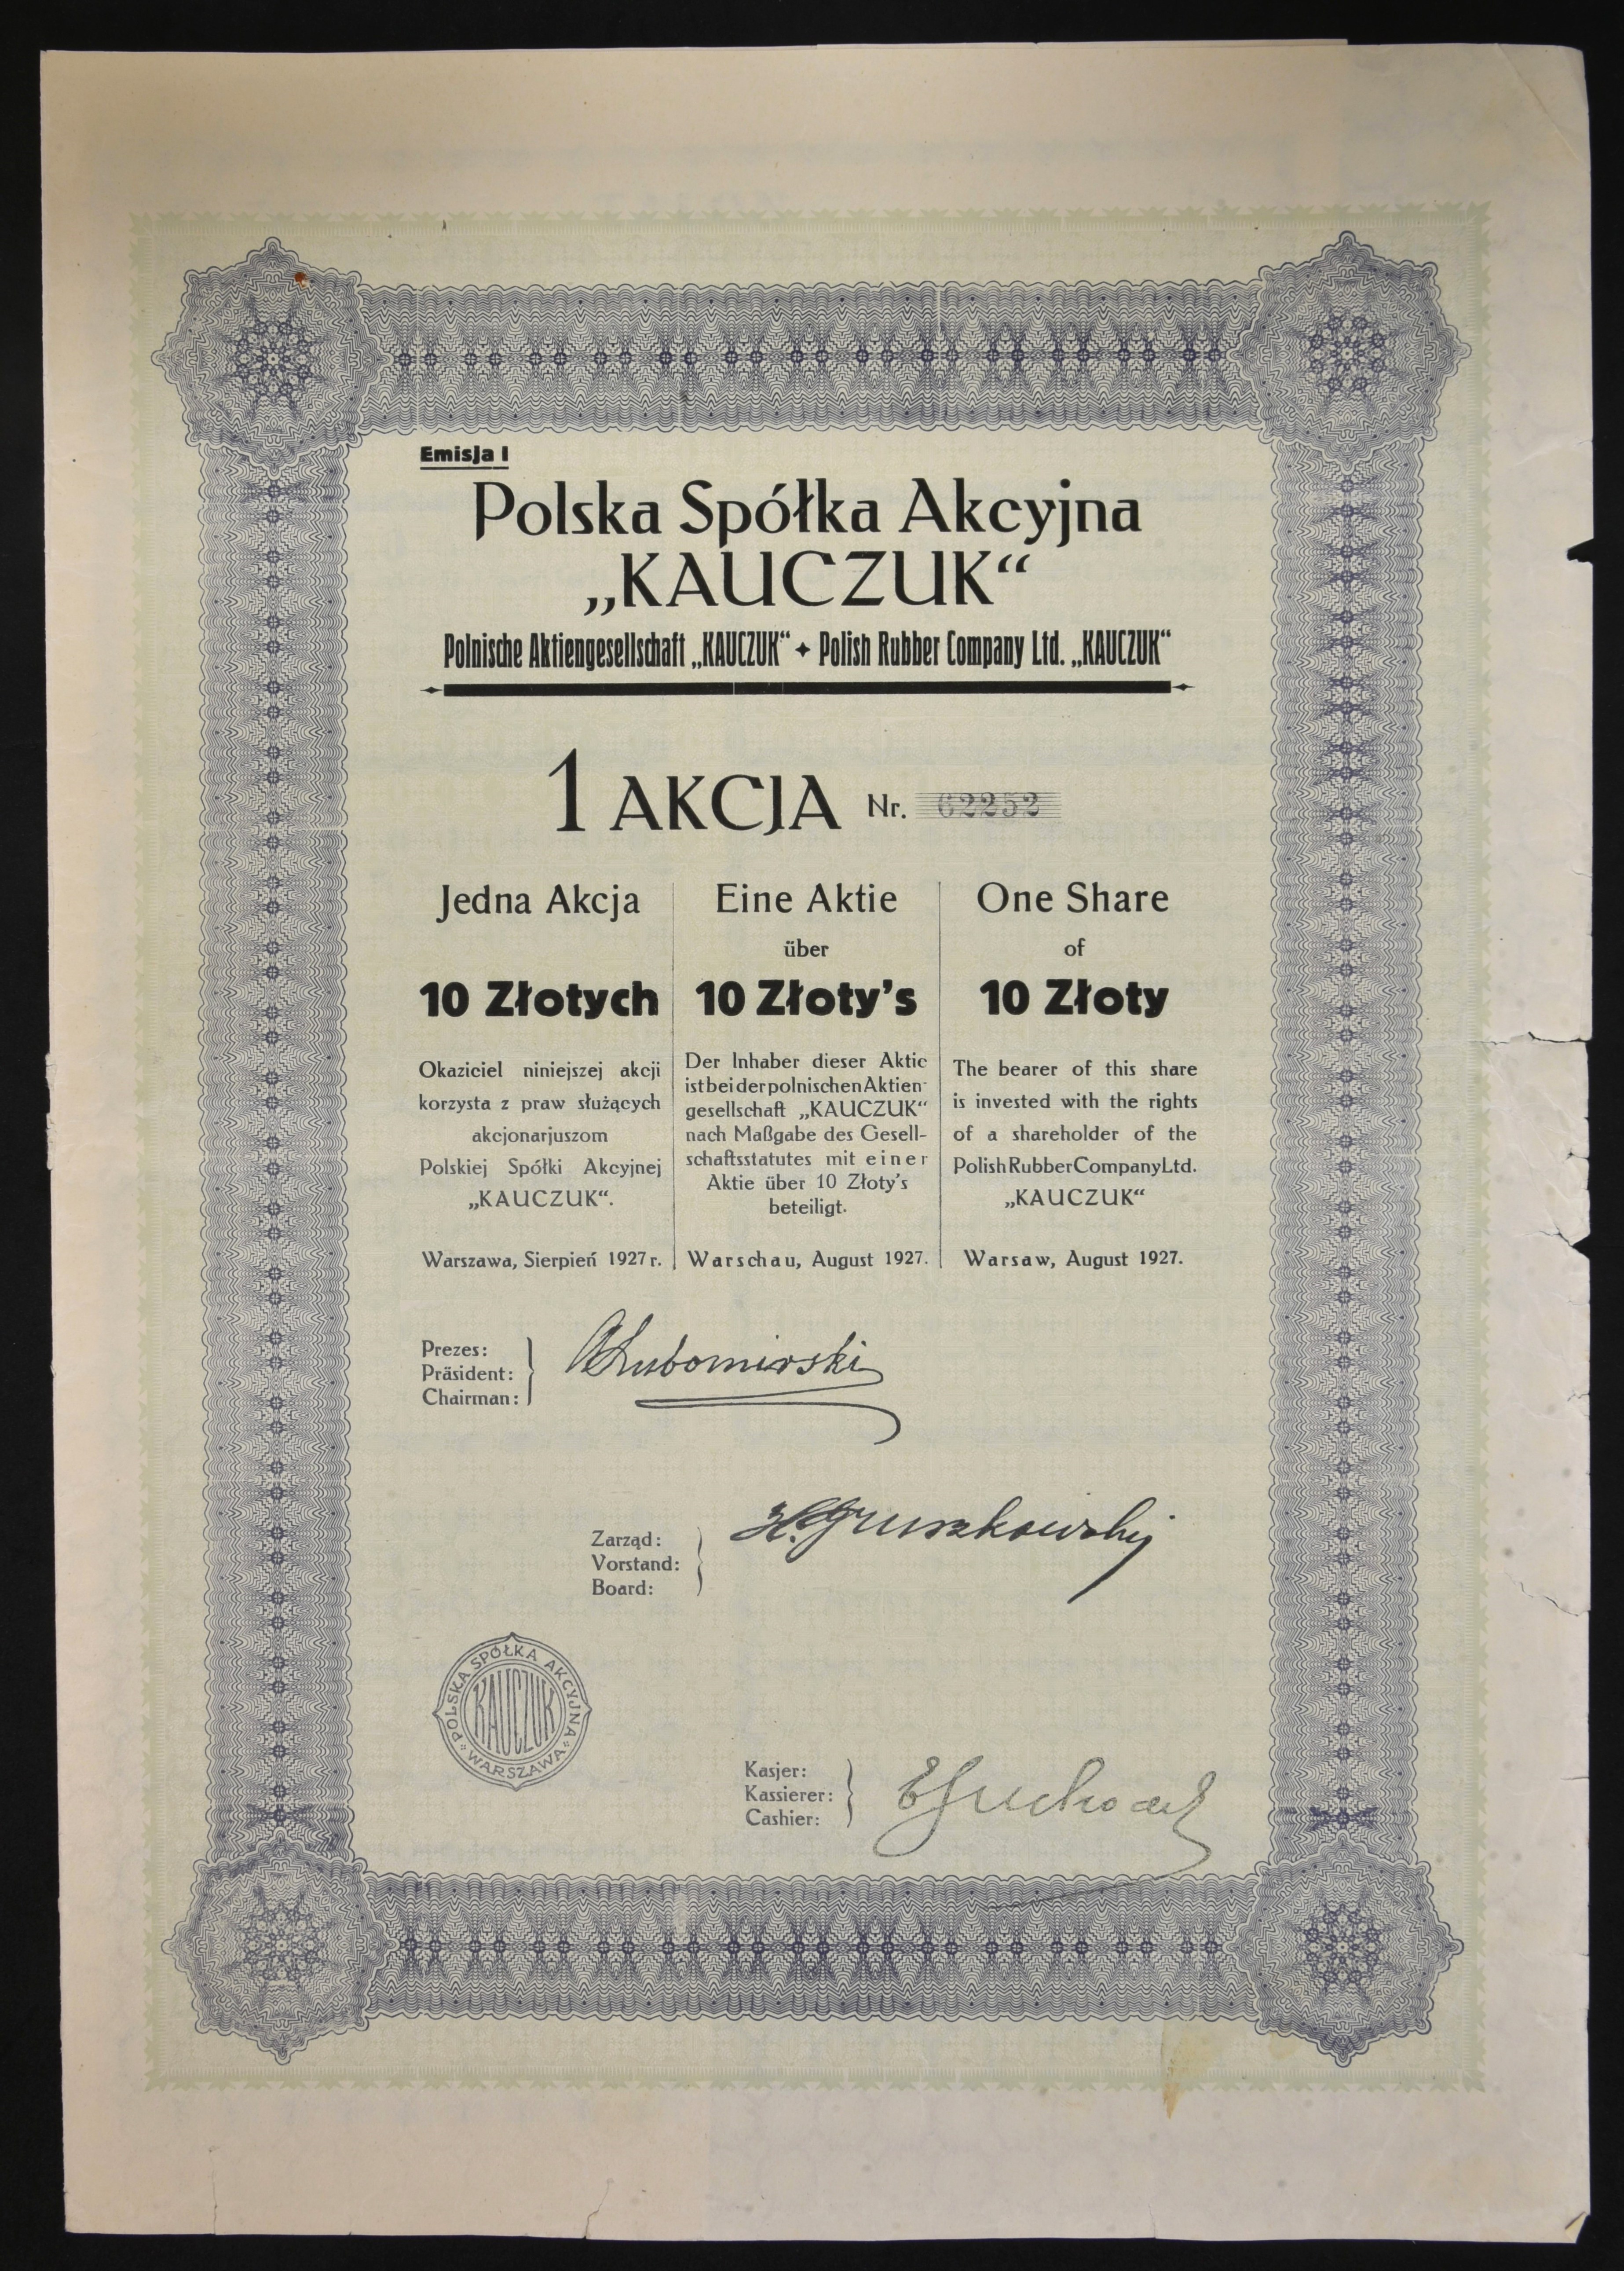 Emisja I
Polska Spółka Akcyjna
„KAUCZUK“
Polnische Aktiengesellschaft „KAUCZUK“ ✦ Polish Rubber Company Ltd. „KAUCZUK“
1 AKCJA Nr. 62252
Jedna Akcja
10 Złotych
Okaziciel niniejszej akcji
korzysta z praw służących
akcjonarjuszom
Polskiej Spółki Akcyjnej
„KAUCZUK“.
Warszawa, Sierpień 1927 r.
Eine Aktie
über
10 Złoty's
Der Inhaber dieser Aktie
ist bei der polnischen Aktien-
gesellschaft „KAUCZUK“
nach Maßgabe des Gesell-
schaftsstatutes mit einer
Aktie über 10 Złoty's
beteiligt.
Warschau, August 1927.
One Share
of
10 Złoty
The bearer of this share
is invested with the rights
of a shareholder of the
Polish Rubber Company Ltd.
„KAUCZUK“
Warsaw, August 1927.
Prezes:
Präsident:
Chairman:
Lubomirski
Zarząd:
Vorstand:
Board:
H. Gruszkowski
POLSKA SPÓŁKA AKCYJNA
KAUCZUK
WARSZAWA
Kasjer:
Kassierer:
Cashier: